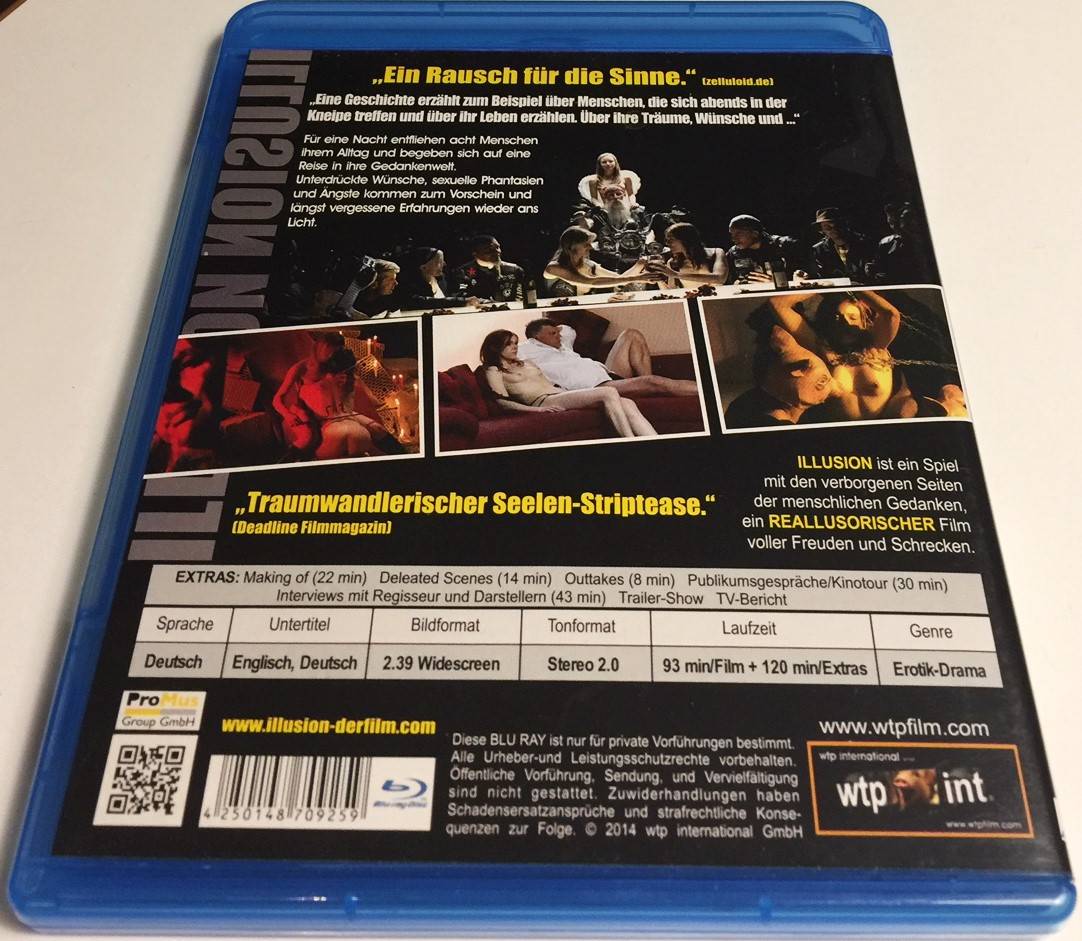 „Ein Rausch für die Sinne.“ (zelluloid.de)
„Eine Geschichte erzählt zum Beispiel über Menschen, die sich abends in der
Kneipe treffen und über ihr Leben erzählen. Über ihre Träume, Wünsche und ...“
Für eine Nacht entfliehen acht Menschen
ihrem Alltag und begeben sich auf eine
Reise in ihre Gedankenwelt.
Unterdrückte Wünsche, sexuelle Phantasien
und Ängste kommen zum Vorschein und
längst vergessene Erfahrungen wieder ans
Licht.
ILLUSION
„Traumwandlerischer Seelen-Striptease.“
(Deadline Filmmagazin)
ILLUSION ist ein Spiel
mit den verborgenen Seiten
der menschlichen Gedanken,
ein REALLUSORISCHER Film
voller Freuden und Schrecken.
EXTRAS: Making of (22 min) Deleated Scenes (14 min) Outtakes (8 min) Publikumsgespräche/Kinotour (30 min)
Interviews mit Regisseur und Darstellern (43 min) Trailer-Show TV-Bericht
Sprache Untertitel Bildformat Tonformat Laufzeit Genre
Deutsch Englisch, Deutsch 2.39 Widescreen Stereo 2.0 93 min/Film + 120 min/Extras Erotik-Drama
ProMus
Group GmbH
www.illusion-derfilm.com
www.wtpfilm.com
Diese BLU RAY ist nur für private Vorführungen bestimmt.
Alle Urheber-und Leistungsschutzrechte vorbehalten.
Öffentliche Vorführung, Sendung, und Vervielfältigung
sind nicht gestattet. Zuwiderhandlungen haben
Schadensersatzansprüche und strafrechtliche Konse-
quenzen zur Folge. © 2014 wtp international GmbH
4 250148 709259
Blu-ray Disc
wtp international
wtp int.
www.wtpfilm.com